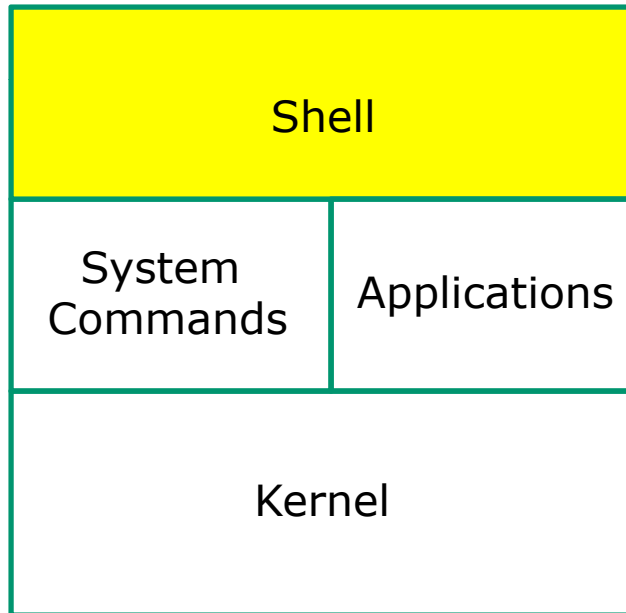 Shell
System
Commands
Applications
Kernel